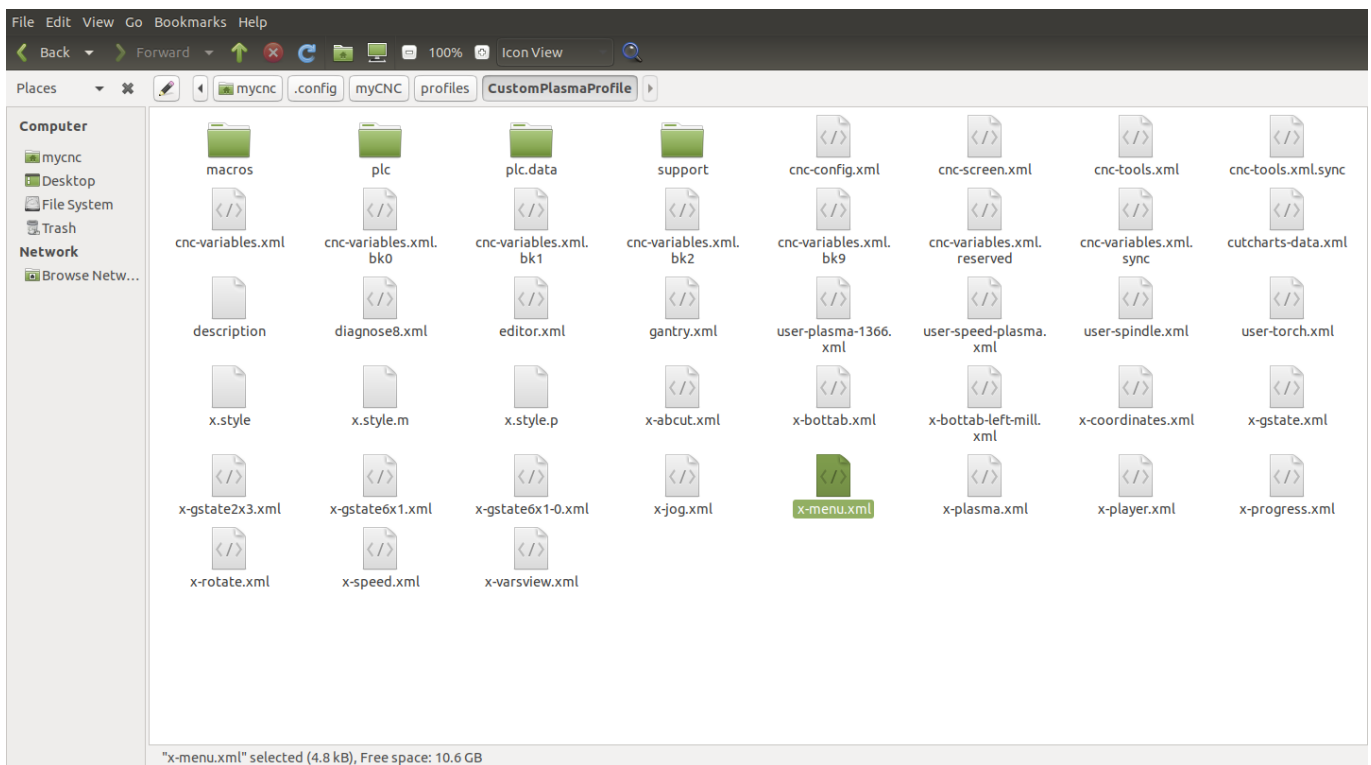 File Edit View Go Bookmarks Help
Back Forward 100% Icon View
Places mycnc .config myCNC profiles CustomPlasmaProfile
Computer
mycnc
Desktop
File System
Trash
Network
Browse Netw...
macros plc plc.data support cnc-config.xml cnc-screen.xml cnc-tools.xml cnc-tools.xml.sync
cnc-variables.xml cnc-variables.xml. cnc-variables.xml. cnc-variables.xml. cnc-variables.xml. cnc-variables.xml. cnc-variables.xml. cutcharts-data.xml
bk0 bk1 bk2 bk9 reserved sync
description diagnose8.xml editor.xml gantry.xml user-plasma-1366. user-speed-plasma. user-spindle.xml user-torch.xml
xml xml
x.style x.style.m x.style.p x-abcut.xml x-bottab.xml x-bottab-left-mill. x-coordinates.xml x-gstate.xml
xml
x-gstate2x3.xml x-gstate6x1.xml x-gstate6x1-0.xml x-jog.xml x-menu.xml x-plasma.xml x-player.xml x-progress.xml
x-rotate.xml x-speed.xml x-varsview.xml
"x-menu.xml" selected (4.8 kB), Free space: 10.6 GB